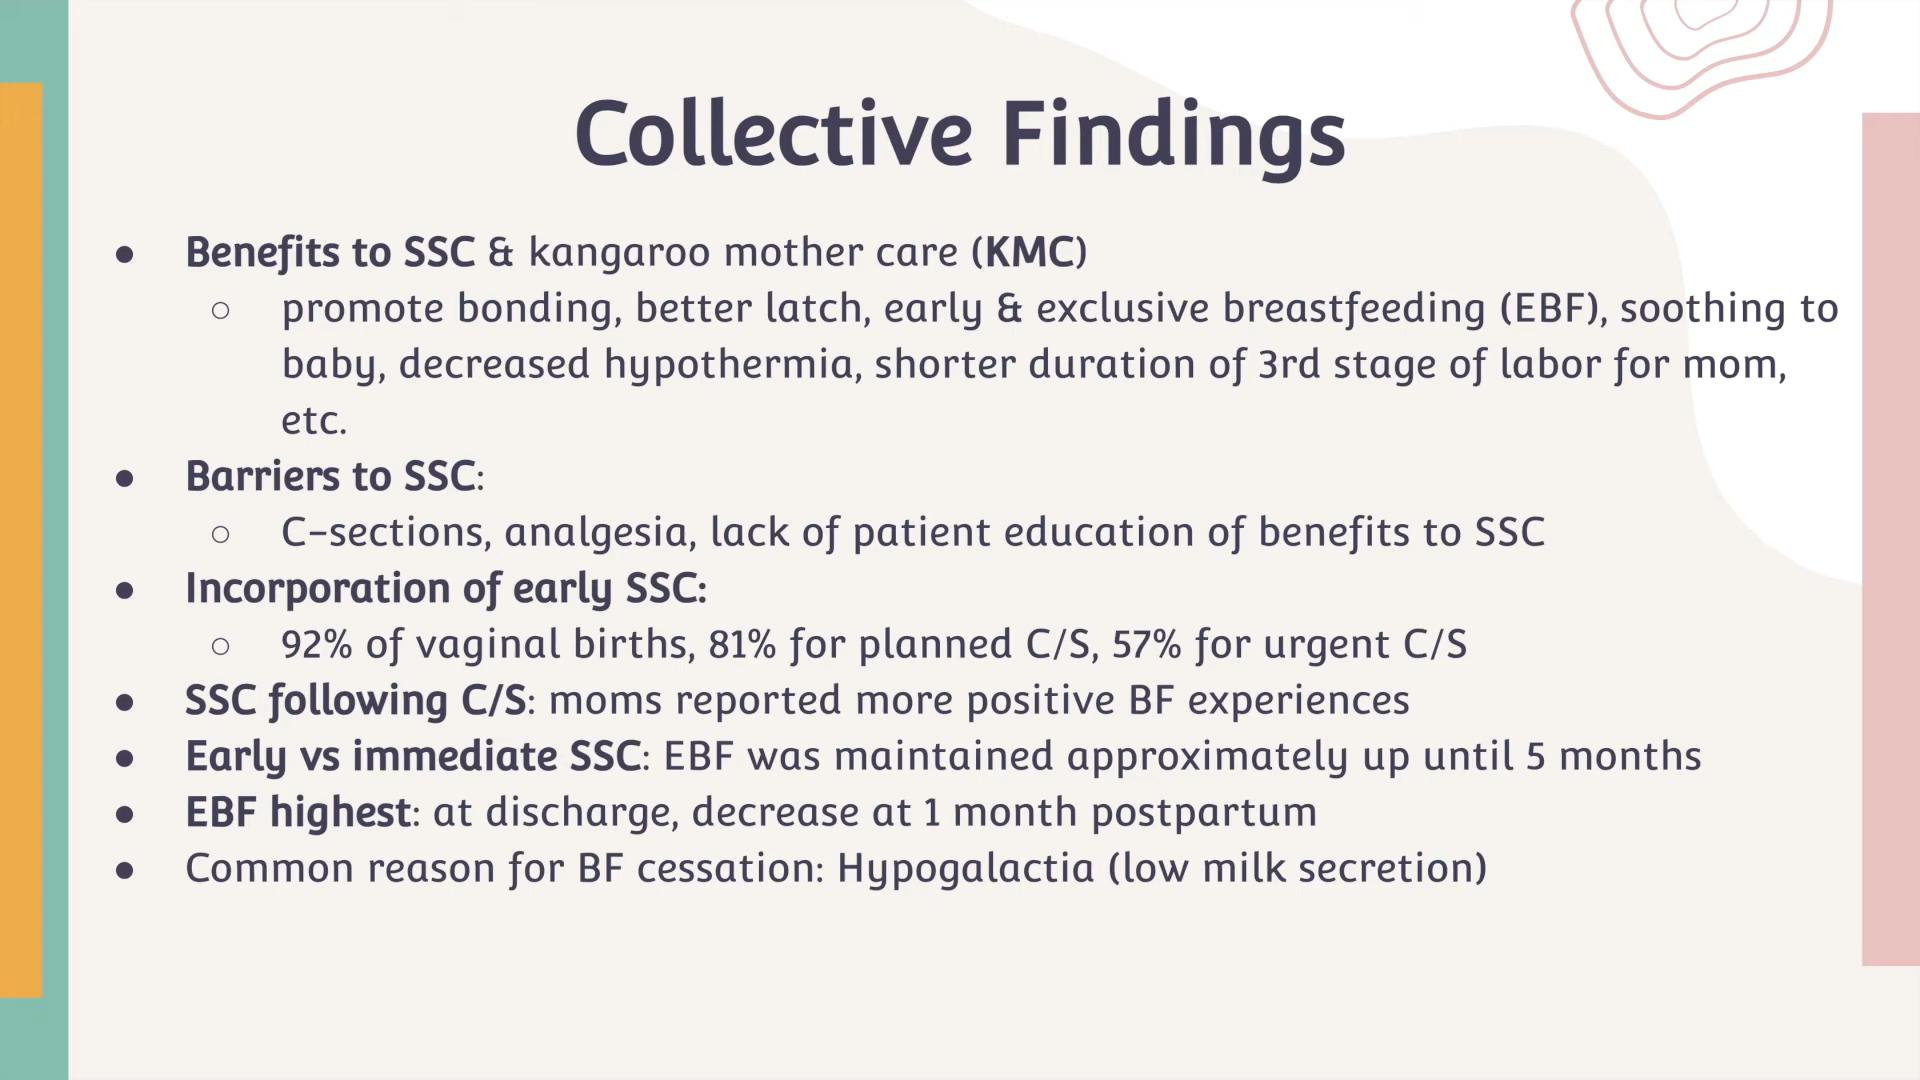 Collective Findings
● Benefits to SSC & kangaroo mother care (KMC)
○ promote bonding, better latch, early & exclusive breastfeeding (EBF), soothing to
baby, decreased hypothermia, shorter duration of 3rd stage of labor for mom,
etc.
● Barriers to SSC:
○ C-sections, analgesia, lack of patient education of benefits to SSC
● Incorporation of early SSC:
○ 92% of vaginal births, 81% for planned C/S, 57% for urgent C/S
● SSC following C/S: moms reported more positive BF experiences
● Early vs immediate SSC: EBF was maintained approximately up until 5 months
● EBF highest: at discharge, decrease at 1 month postpartum
● Common reason for BF cessation: Hypogalactia (low milk secretion)